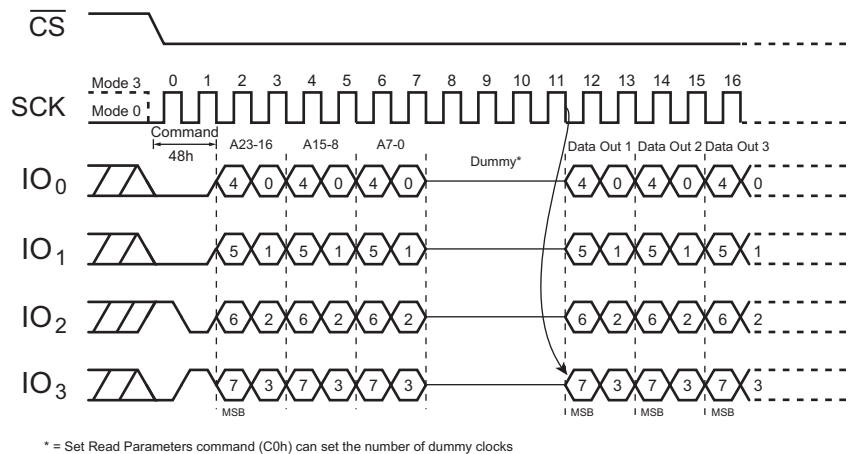 CS
Mode 3
0 1 2 3 4 5 6 7 8 9 10 11 12 13 14 15 16
SCK
Mode 0
Command
48h
A23-16 A15-8 A7-0 Dummy* Data Out 1 Data Out 2 Data Out 3
IO0 4 0 4 0 4 0 4 0 4 0 4 0
IO1 5 1 5 1 5 1 5 1 5 1 5 1
IO2 6 2 6 2 6 2 6 2 6 2 6 2
IO3 7 3 7 3 7 3 7 3 7 3 7 3
MSB MSB MSB MSB
* = Set Read Parameters command (C0h) can set the number of dummy clocks